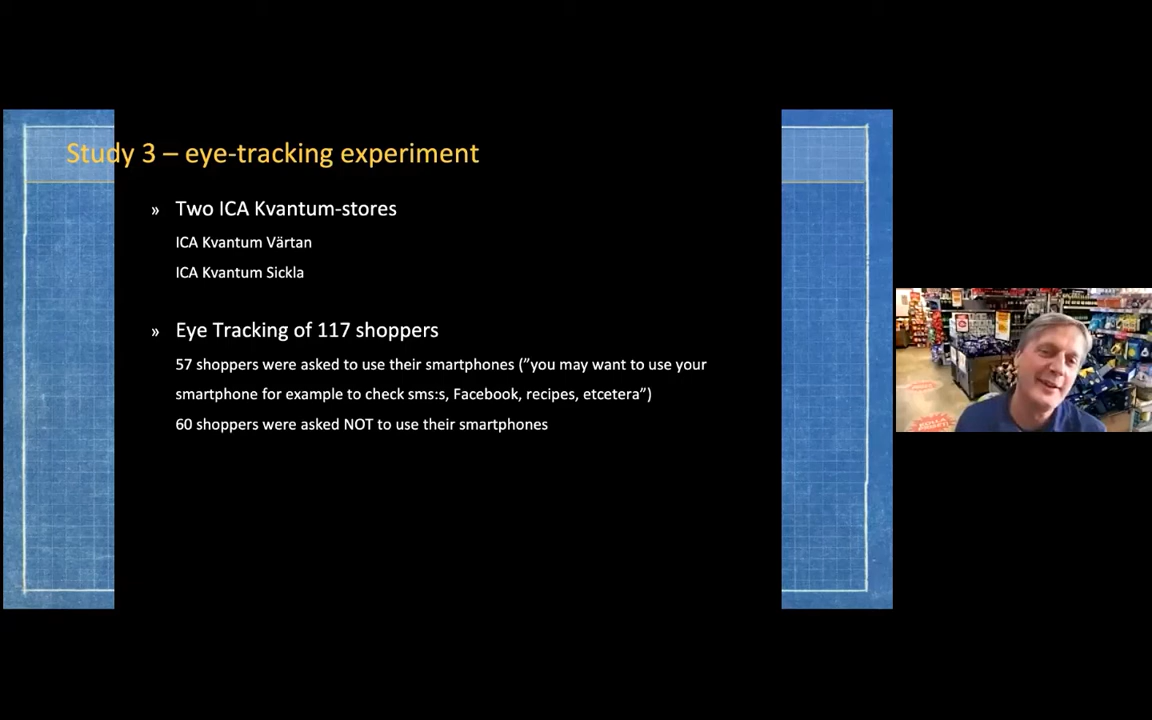 Study 3 – eye-tracking experiment
» Two ICA Kvantum-stores
ICA Kvantum Värtan
ICA Kvantum Sickla
» Eye Tracking of 117 shoppers
57 shoppers were asked to use their smartphones (”you may want to use your
smartphone for example to check sms:s, Facebook, recipes, etcetera”)
60 shoppers were asked NOT to use their smartphones